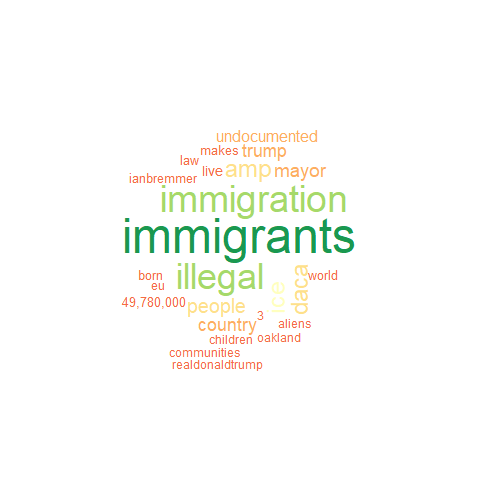 undocumented
makes trump
law
live amp mayor
ianbremmer
immigration
immigrants
born illegal world
eu
ice daca
49,780,000 people
3
country aliens
children oakland
communities
realdonaldtrump